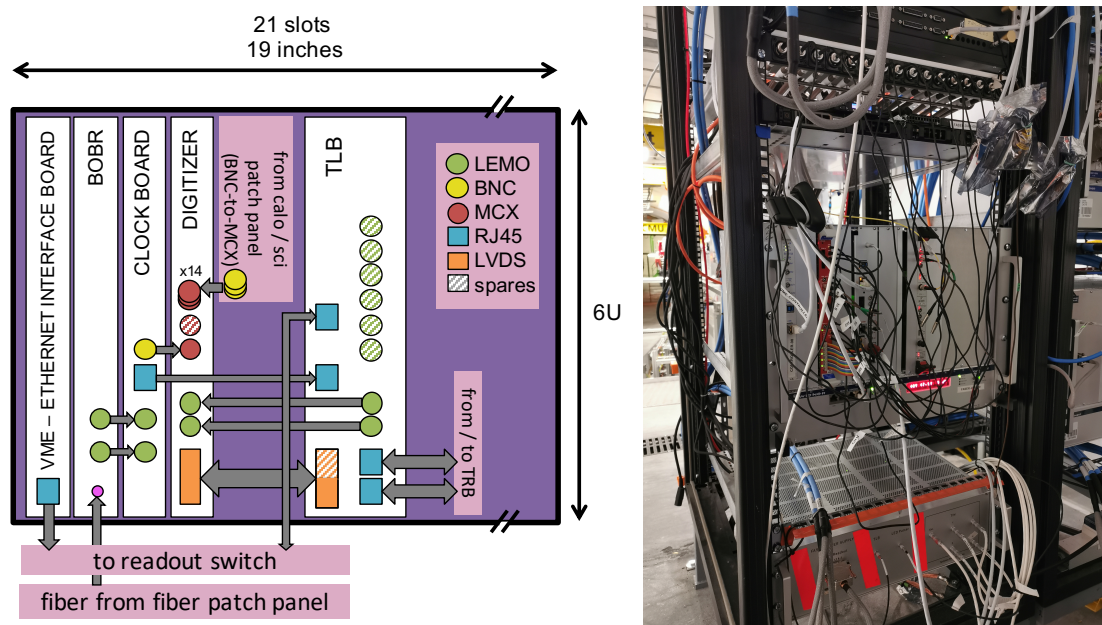 21 slots
19 inches
VME – ETHERNET INTERFACE BOARD
BOBR
CLOCK BOARD
DIGITIZER
from calo / sci
patch panel
(BNC-to-MCX)
TLB
LEMO
BNC
MCX
RJ45
LVDS
spares
x14
6U
from / to TRB
to readout switch
fiber from fiber patch panel